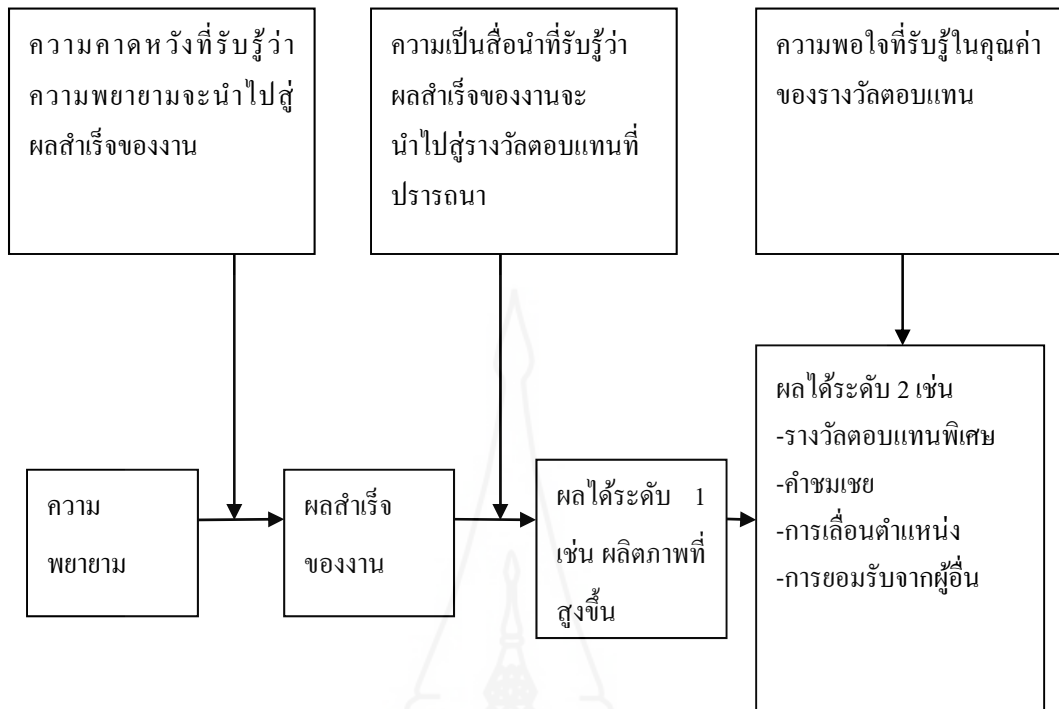 ความคาดหวังที่รับรู้ว่า
ความพยายามจะนำไปสู่
ผลสำเร็จของงาน
ความเป็นสื่อนำที่รับรู้ว่า
ผลสำเร็จของงานจะ
นำไปสู่รางวัลตอบแทนที่
ปรารถนา
ความพอใจที่รับรู้ในคุณค่า
ของรางวัลตอบแทน
ความ
พยายาม
ผลสำเร็จ
ของงาน
ผลได้ระดับ 1
เช่น ผลิตภาพที่
สูงขึ้น
ผลได้ระดับ 2 เช่น
-รางวัลตอบแทนพิเศษ
-คำชมเชย
-การเลื่อนตำแหน่ง
-การยอมรับจากผู้อื่น